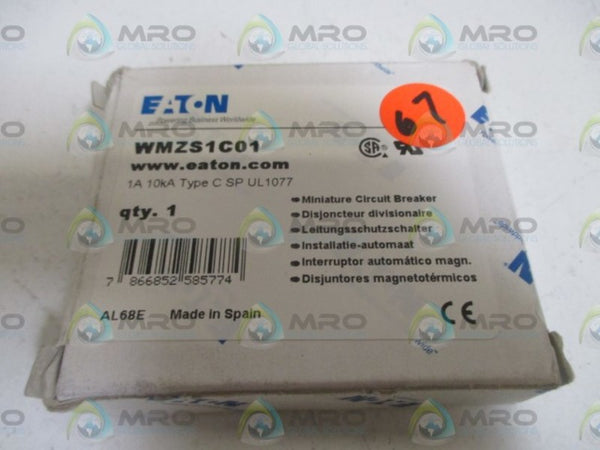 EATON
Powering Business Worldwide
67
WMZS1C01
www.eaton.com
1A 10kA Type C SP UL1077
qty. 1
Miniature Circuit Breaker
Disjoncteur divisionaire
Leitungsschutzschalter
Installatie-automaat
Interruptor automático magn.
Disjuntores magnetotérmicos
7 866852 585774
AL68E Made in Spain
CE
MRO
GLOBAL SOLUTIONS